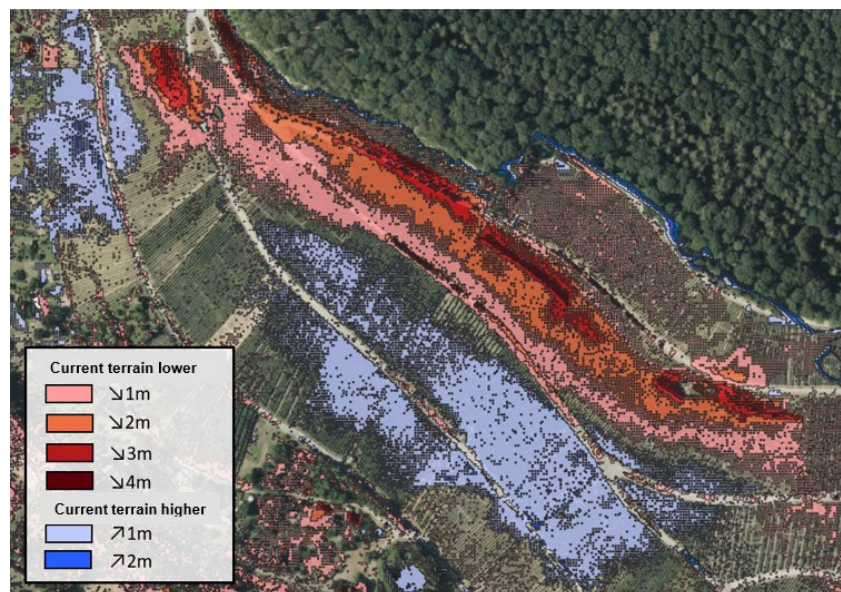 Current terrain lower
↘1m
↘2m
↘3m
↘4m
Current terrain higher
↗1m
↗2m